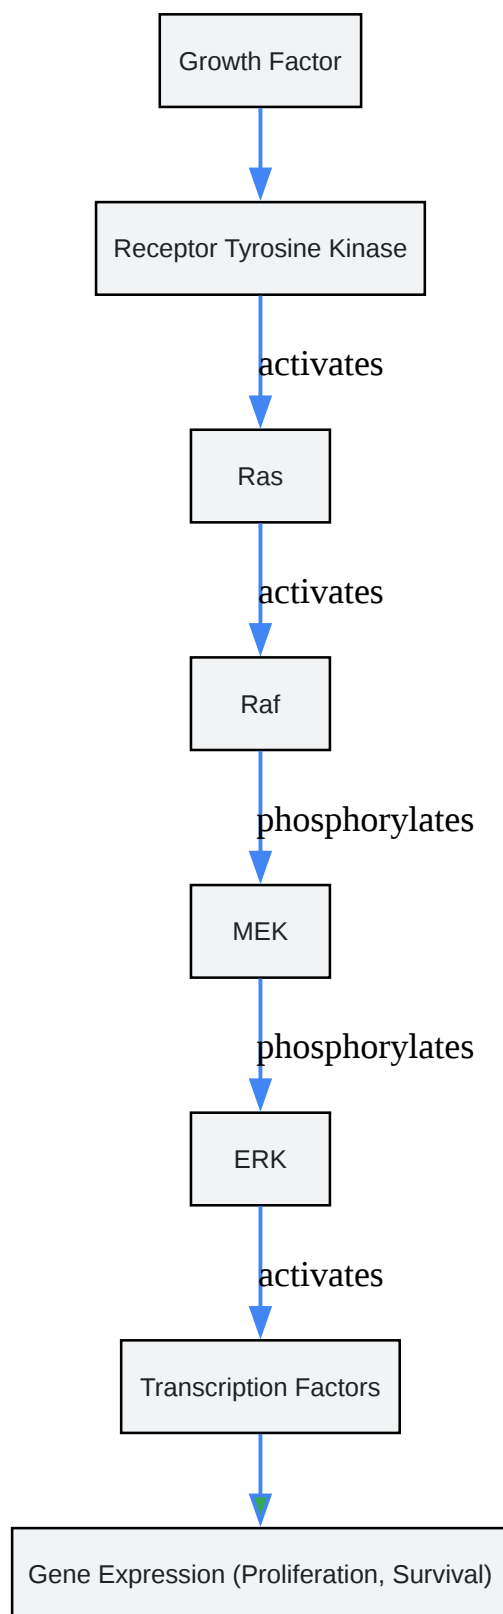 Growth Factor
Receptor Tyrosine Kinase
activates
Ras
activates
Raf
phosphorylates
MEK
phosphorylates
ERK
activates
Transcription Factors
Gene Expression (Proliferation, Survival)